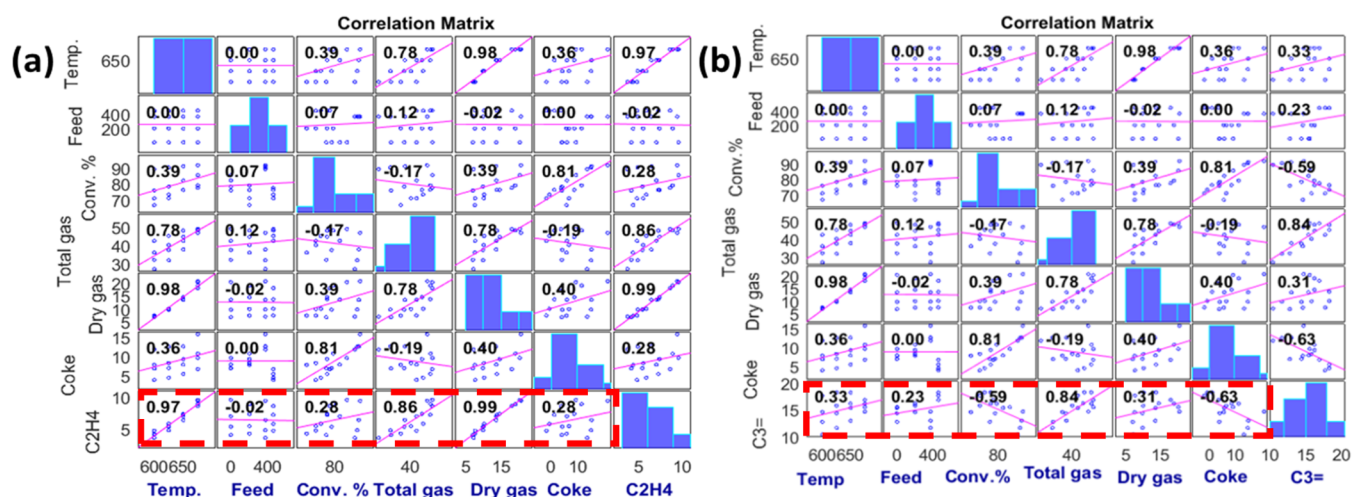 Correlation Matrix
(a)
Temp.
650
0.00 0.39 0.78 0.98 0.36 0.97
Feed
400
200
0.00 0.07 0.12 -0.02 0.00 -0.02
Conv. %
90
80
70
0.39 0.07 -0.17 0.39 0.81 0.28
Total gas
50
40
30
0.78 0.12 -0.17 0.78 -0.19 0.86
Dry gas
20
15
10
5
0.98 -0.02 0.39 0.78 0.40 0.99
Coke
15
10
5
0.36 0.00 0.81 -0.19 0.40 0.28
C2H4
10
5
0.97 -0.02 0.28 0.86 0.99 0.28
600650 0 400 80 40 5 15 0 10 5 10
Temp. Feed Conv. % Total gas Dry gas Coke C2H4
Correlation Matrix
(b)
Temp.
650
0.00 0.39 0.78 0.98 0.36 0.33
Feed
400
200
0.00 0.07 0.12 -0.02 0.00 0.23
Conv. %
90
80
70
0.39 0.07 -0.17 0.39 0.81 -0.59
Total gas
50
40
30
0.78 0.12 -0.17 0.78 -0.19 0.84
Dry gas
20
15
10
5
0.98 -0.02 0.39 0.78 0.40 0.31
Coke
15
10
5
0.36 0.00 0.81 -0.19 0.40 -0.63
C3=
20
15
10
0.33 0.23 -0.59 0.84 0.31 -0.63
600650 0 400 80 40 5 15 0 10 10 15 20
Temp Feed Conv. % Total gas Dry gas Coke C3=